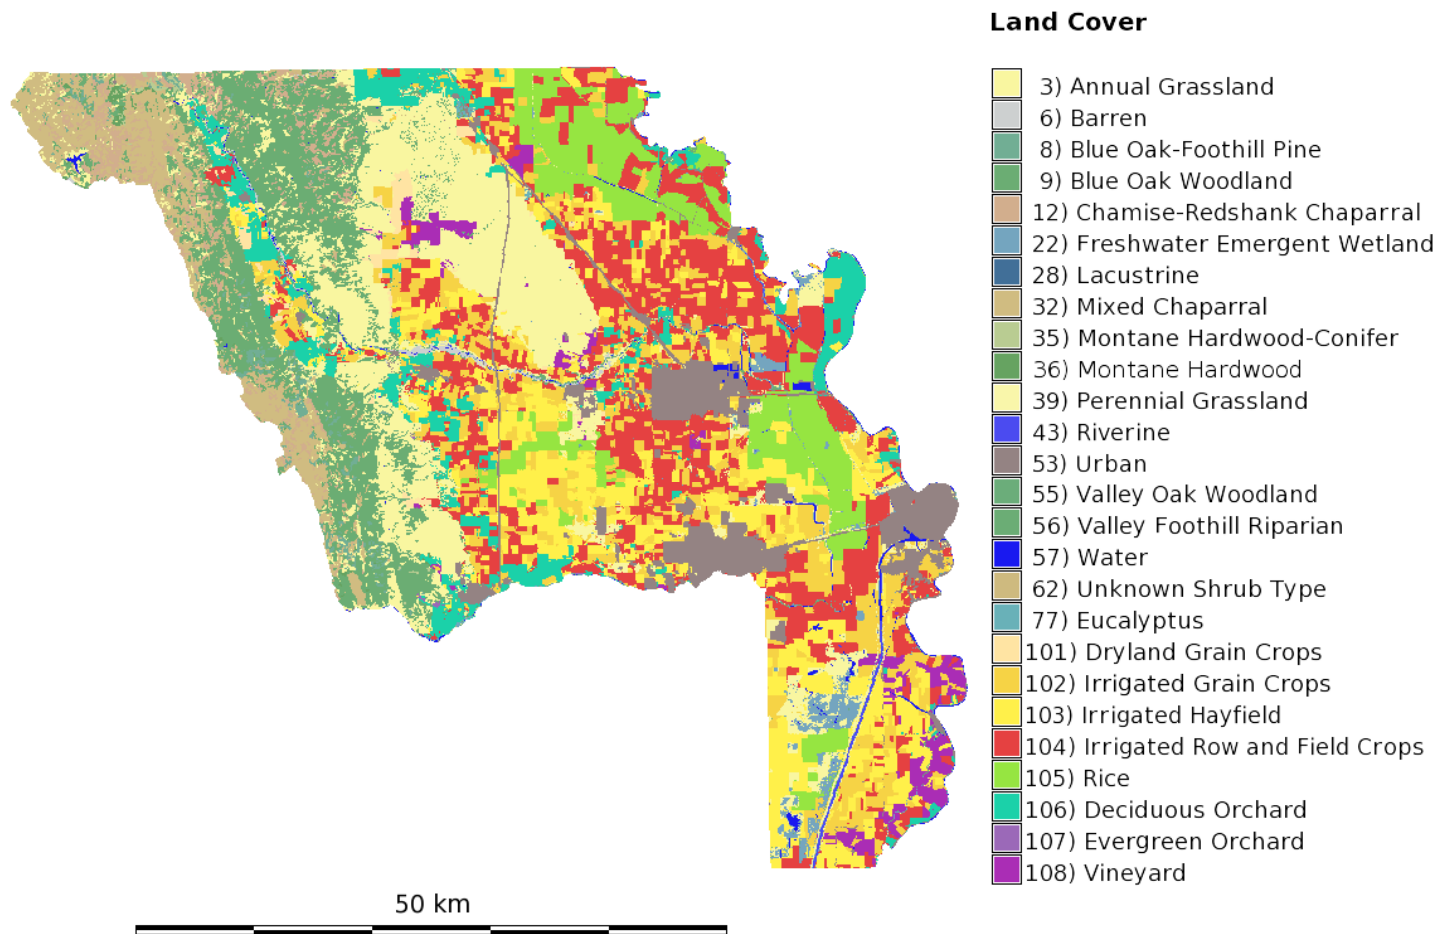 Land Cover
3) Annual Grassland
6) Barren
8) Blue Oak-Foothill Pine
9) Blue Oak Woodland
12) Chamise-Redshank Chaparral
22) Freshwater Emergent Wetland
28) Lacustrine
32) Mixed Chaparral
35) Montane Hardwood-Conifer
36) Montane Hardwood
39) Perennial Grassland
43) Riverine
53) Urban
55) Valley Oak Woodland
56) Valley Foothill Riparian
57) Water
62) Unknown Shrub Type
77) Eucalyptus
101) Dryland Grain Crops
102) Irrigated Grain Crops
103) Irrigated Hayfield
104) Irrigated Row and Field Crops
105) Rice
106) Deciduous Orchard
107) Evergreen Orchard
108) Vineyard
50 km